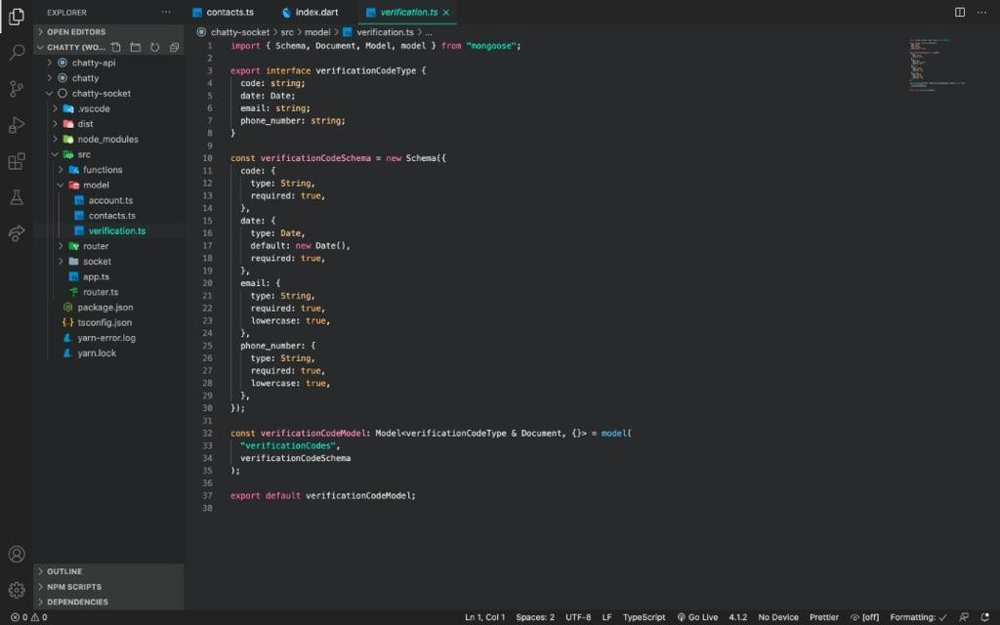 EXPLORER
contacts.ts
index.dart
verification.ts
OPEN EDITORS
CHATTY (WO...
chatty-api
chatty
chatty-socket
.vscode
dist
node_modules
src
functions
model
account.ts
contacts.ts
verification.ts
router
socket
app.ts
router.ts
package.json
tsconfig.json
yarn-error.log
yarn.lock
OUTLINE
NPM SCRIPTS
DEPENDENCIES
chatty-socket > src > model > verification.ts > ...
1 import { Schema, Document, Model, model } from "mongoose";
2
3 export interface verificationCodeType {
4 code: string;
5 date: Date;
6 email: string;
7 phone_number: string;
8 }
9
10 const verificationCodeSchema = new Schema({
11 code: {
12 type: String,
13 required: true,
14 },
15 date: {
16 type: Date,
17 default: new Date(),
18 required: true,
19 },
20 email: {
21 type: String,
22 required: true,
23 lowercase: true,
24 },
25 phone_number: {
26 type: String,
27 required: true,
28 lowercase: true,
29 },
30 });
31
32 const verificationCodeModel: Model<verificationCodeType & Document, {}> = model(
33 "verificationCodes",
34 verificationCodeSchema
35 );
36
37 export default verificationCodeModel;
38
0 0
Ln 1, Col 1 Spaces: 2 UTF-8 LF TypeScript Go Live 4.1.2 No Device Prettier [off] Formatting: ✓